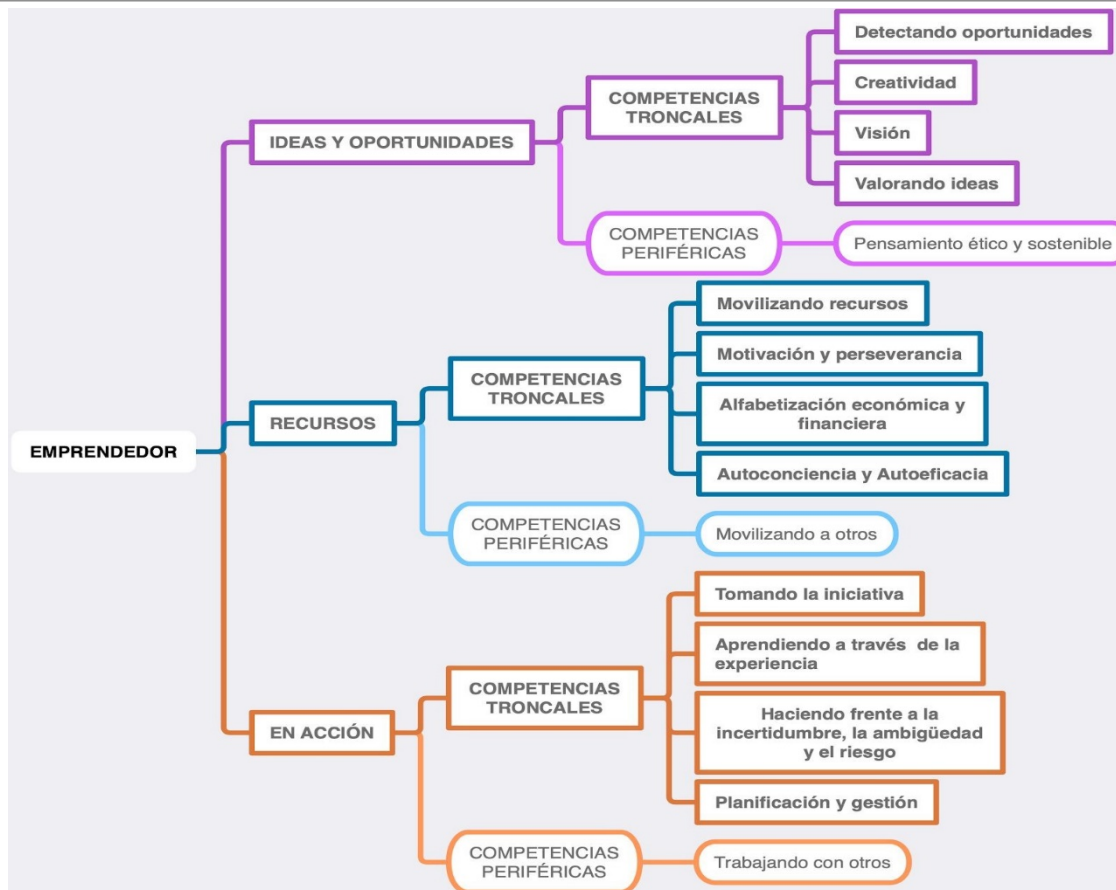 EMPRENDEDOR
IDEAS Y OPORTUNIDADES
COMPETENCIAS
TRONCALES
Detectando oportunidades
Creatividad
Visión
Valorando ideas
COMPETENCIAS
PERIFÉRICAS
Pensamiento ético y sostenible
RECURSOS
COMPETENCIAS
TRONCALES
Movilizando recursos
Motivación y perseverancia
Alfabetización económica y
financiera
Autoconciencia y Autoeficacia
COMPETENCIAS
PERIFÉRICAS
Movilizando a otros
EN ACCIÓN
COMPETENCIAS
TRONCALES
Tomando la iniciativa
Aprendiendo a través de la
experiencia
Haciendo frente a la
incertidumbre, la ambigüedad
y el riesgo
Planificación y gestión
COMPETENCIAS
PERIFÉRICAS
Trabajando con otros